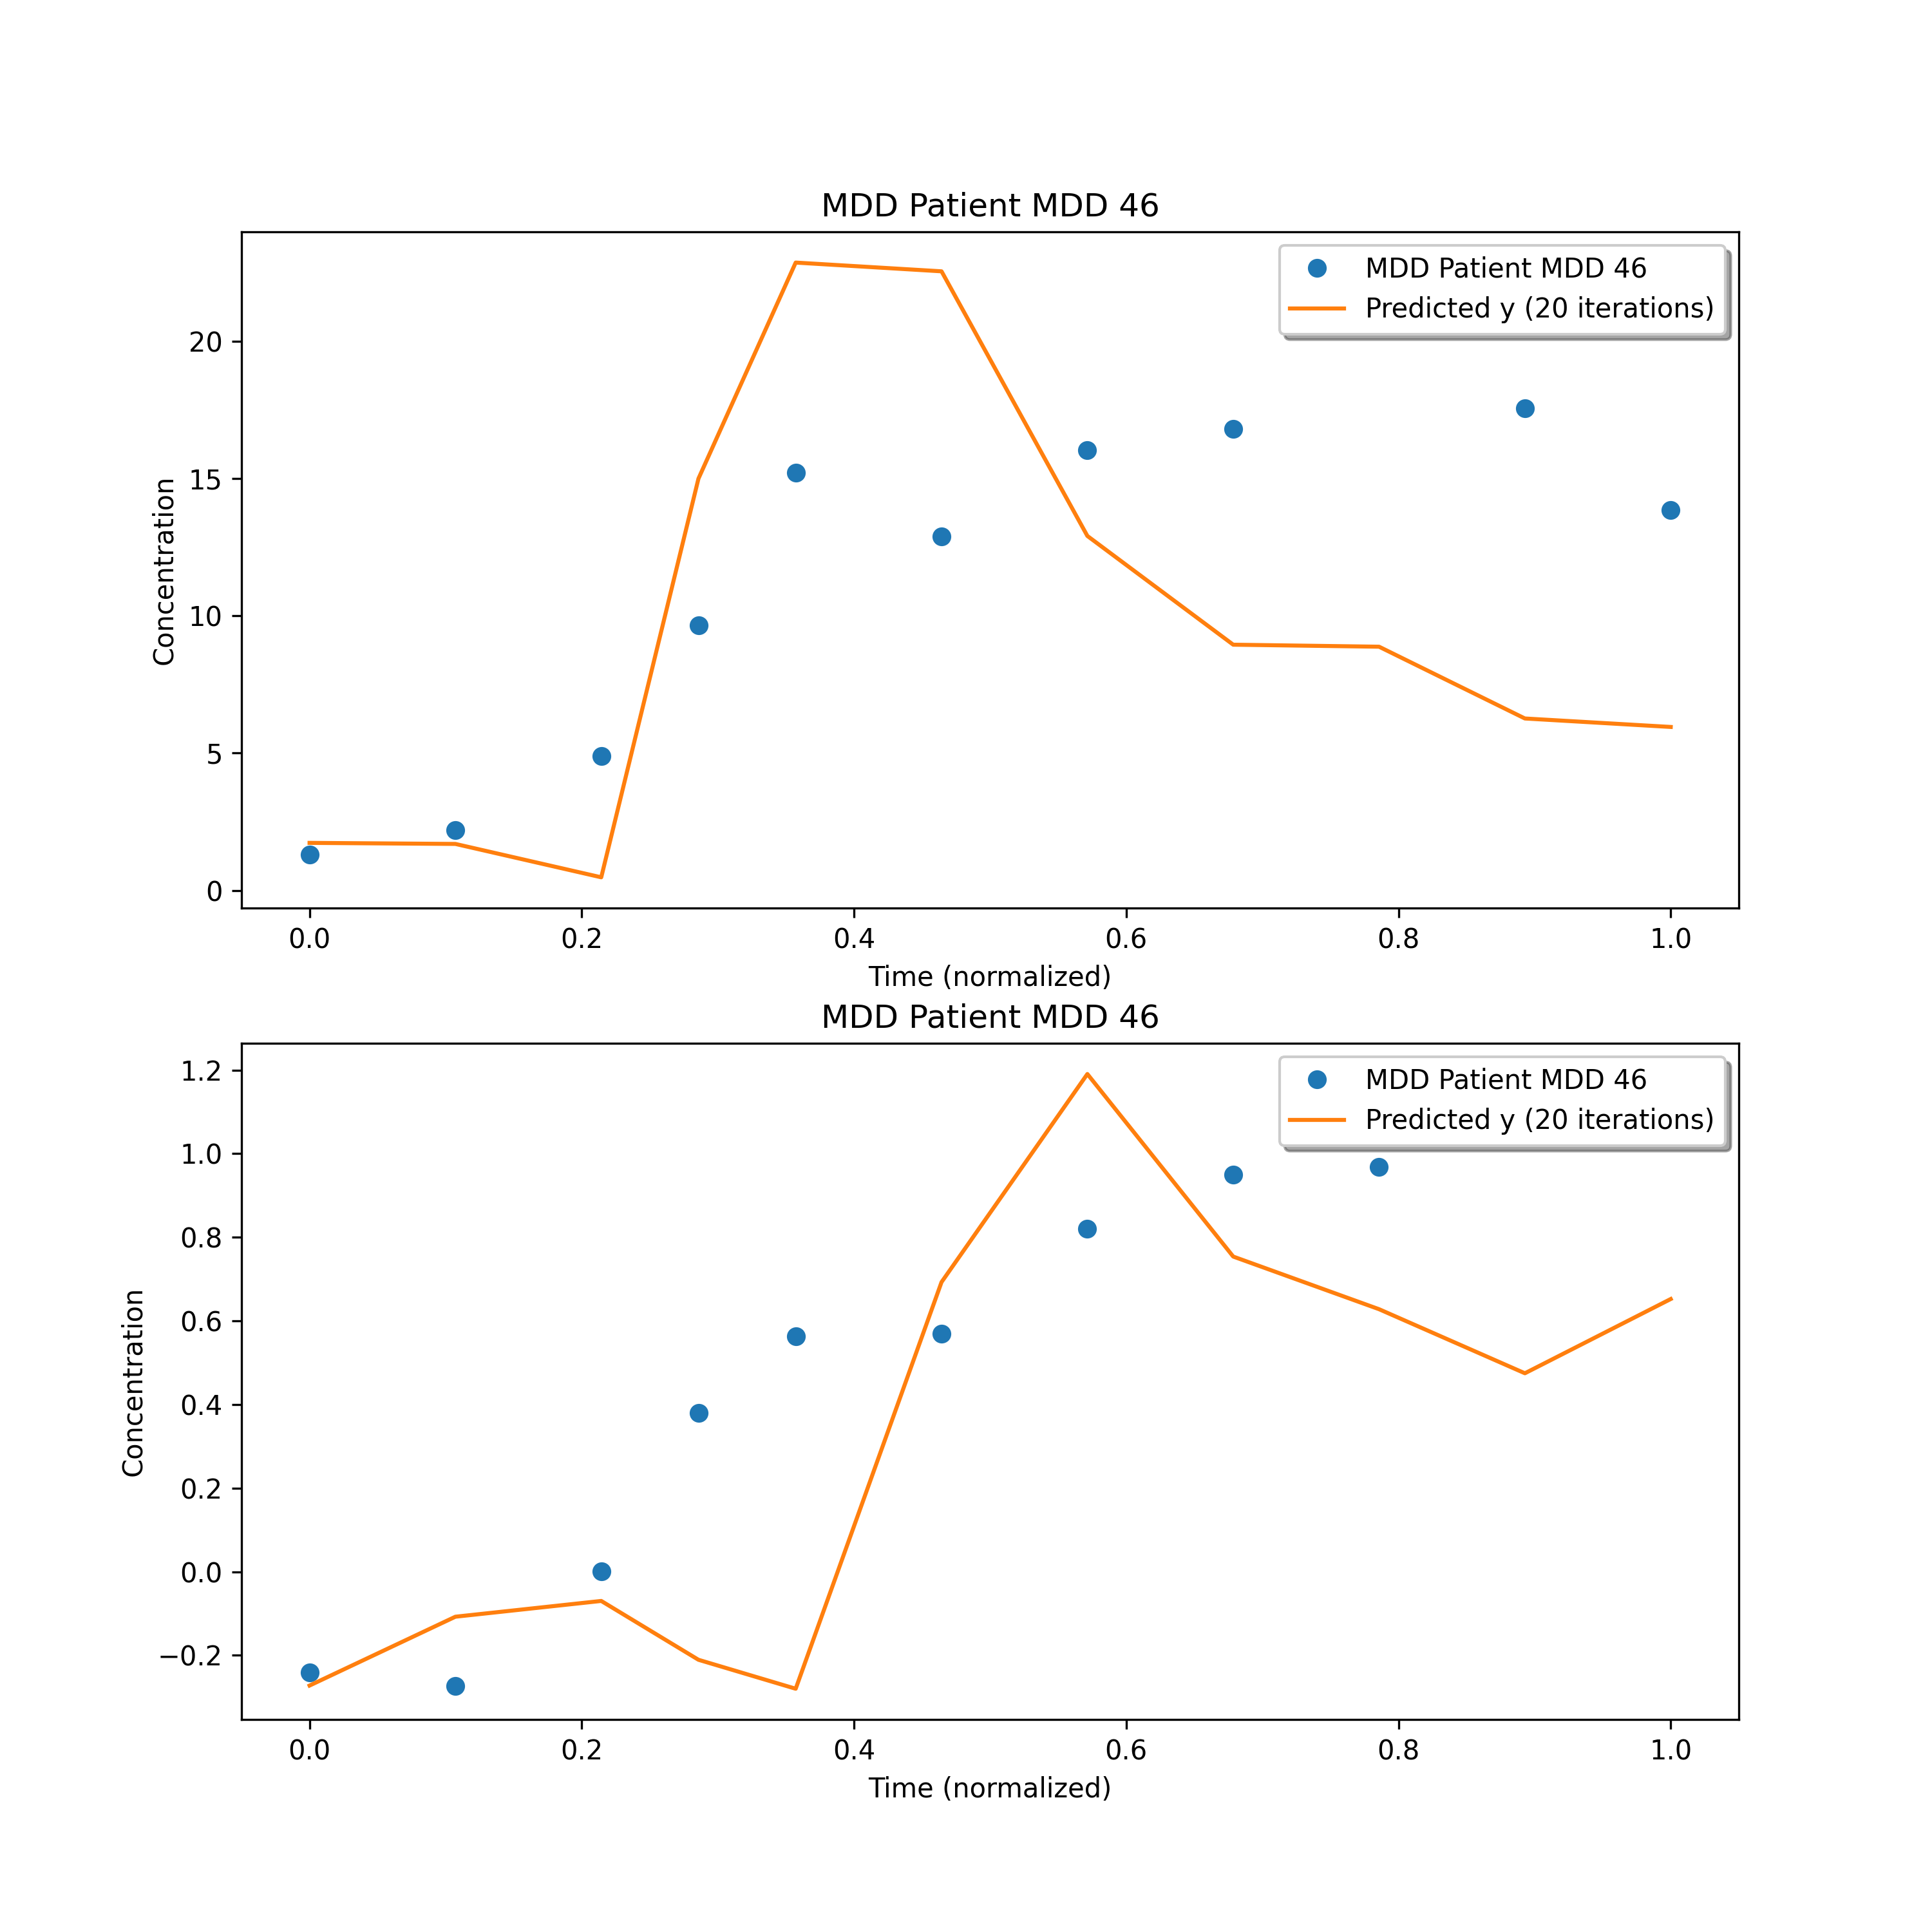 MDD Patient MDD 46
MDD Patient MDD 46
Predicted y (20 iterations)
20
15
10
5
0
Concentration
0.0 0.2 0.4 0.6 0.8 1.0
Time (normalized)
MDD Patient MDD 46
MDD Patient MDD 46
Predicted y (20 iterations)
1.2
1.0
0.8
0.6
0.4
0.2
0.0
−0.2
Concentration
0.0 0.2 0.4 0.6 0.8 1.0
Time (normalized)